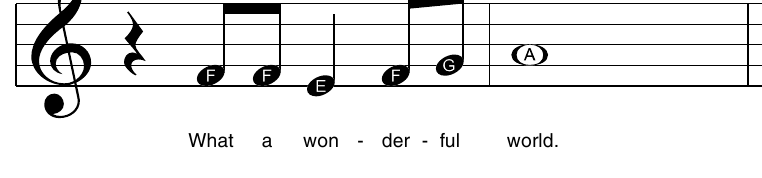 F F E F G A
What a won - der - ful world.